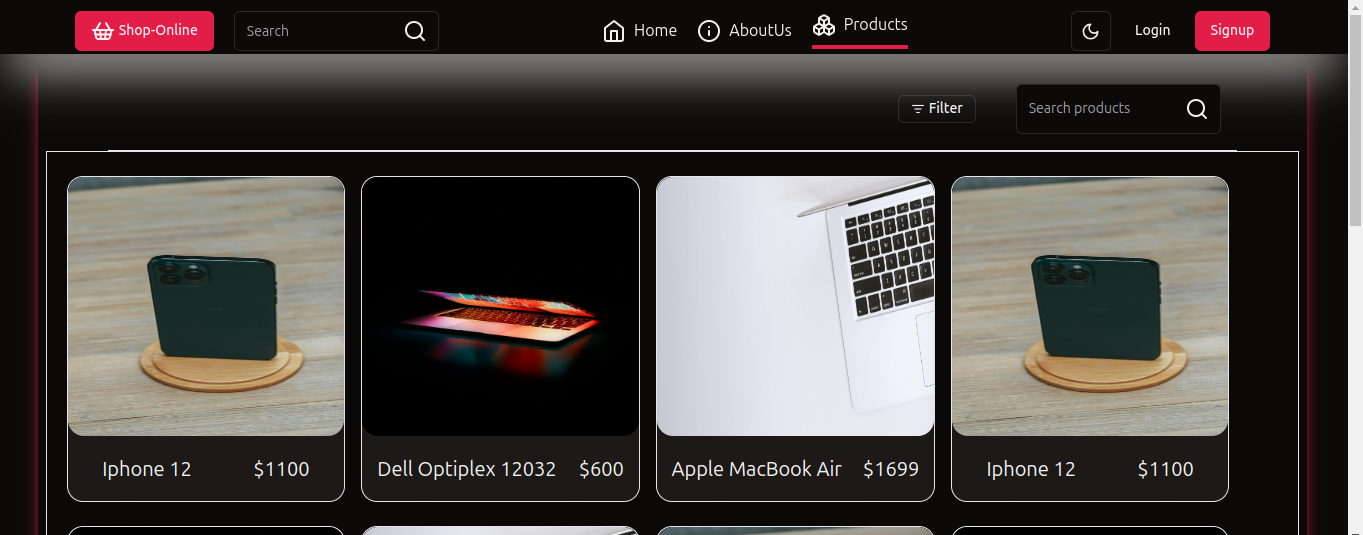 Shop-Online
Search
Home
AboutUs
Products
Login
Signup
Filter
Search products
Iphone 12
$1100
Dell Optiplex 12032
$600
Apple MacBook Air
$1699
Iphone 12
$1100